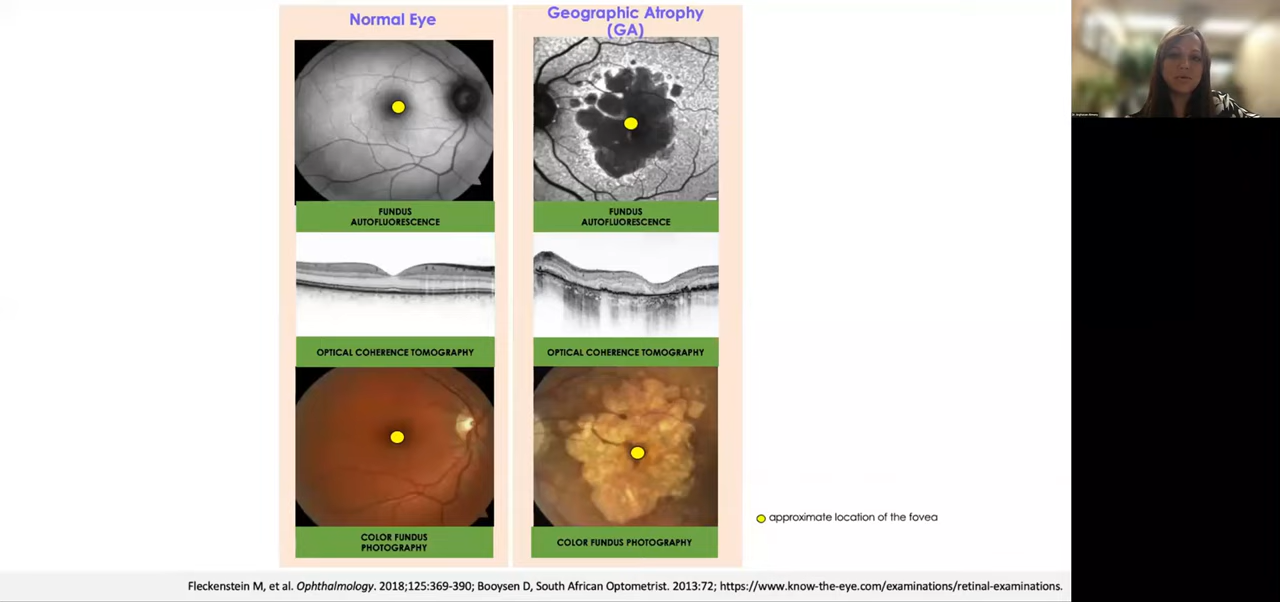 Normal Eye
Geographic Atrophy
(GA)
FUNDUS
AUTOFLUORESCENCE
FUNDUS
AUTOFLUORESCENCE
OPTICAL COHERENCE TOMOGRAPHY
OPTICAL COHERENCE TOMOGRAPHY
COLOR FUNDUS
PHOTOGRAPHY
COLOR FUNDUS PHOTOGRAPHY
approximate location of the fovea
Fleckenstein M, et al. Ophthalmology. 2018;125:369-390; Booysen D, South African Optometrist. 2013:72; https://www.know-the-eye.com/examinations/retinal-examinations.